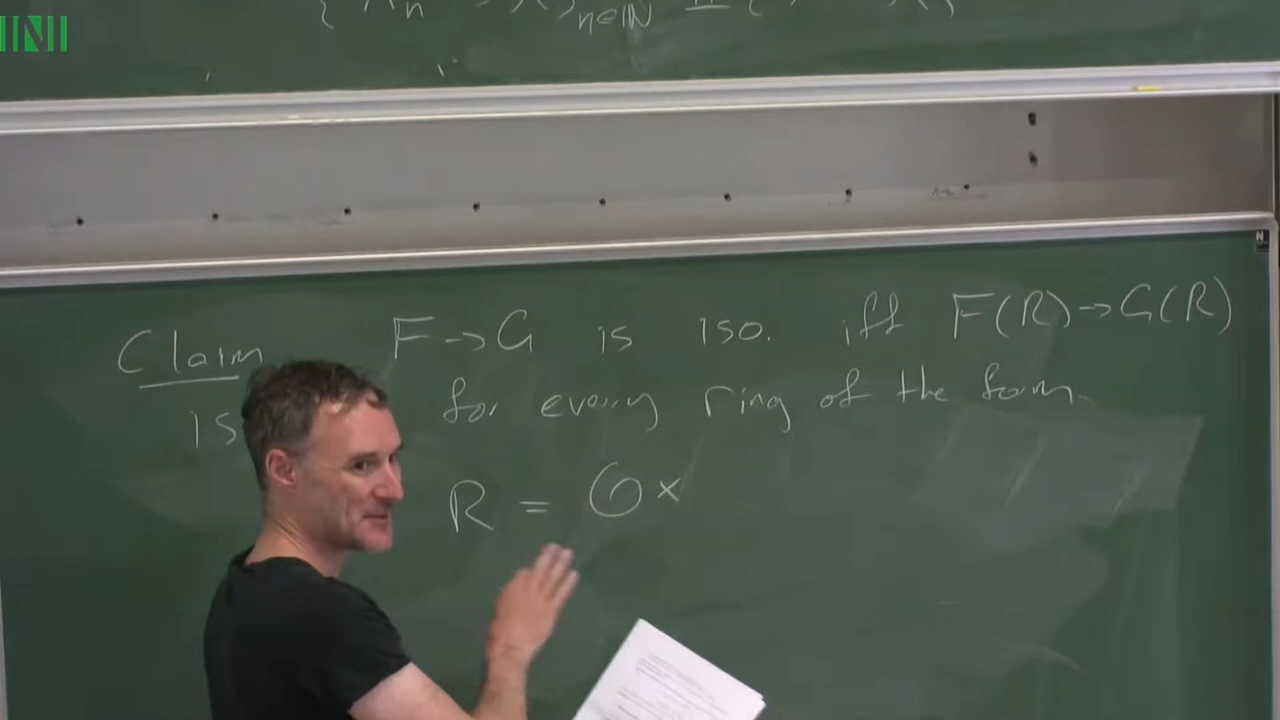 n∈ℕ
Claim F→G is iso. iff F(R)→G(R)
is for every ring of the form
R = O×